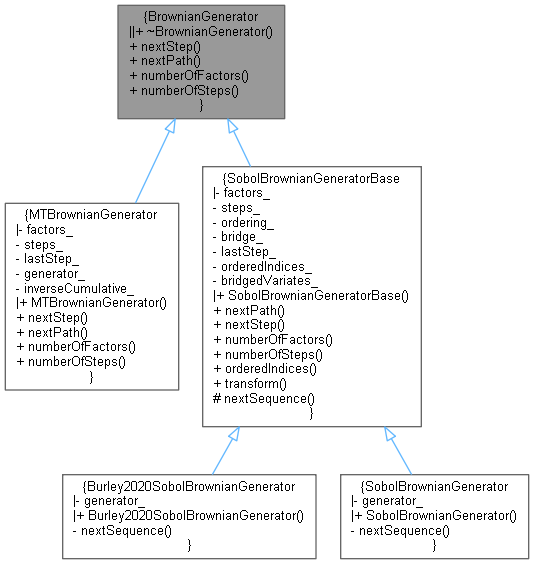 {BrownianGenerator
||+ ~BrownianGenerator()
+ nextStep()
+ nextPath()
+ numberOfFactors()
+ numberOfSteps()
}
{MTBrownianGenerator
|- factors_
- steps_
- lastStep_
- generator_
- inverseCumulative_
|+ MTBrownianGenerator()
+ nextStep()
+ nextPath()
+ numberOfFactors()
+ numberOfSteps()
}
{SobolBrownianGeneratorBase
|- factors_
- steps_
- ordering_
- bridge_
- lastStep_
- orderedIndices_
- bridgedVariates_
|+ SobolBrownianGeneratorBase()
+ nextPath()
+ nextStep()
+ numberOfFactors()
+ numberOfSteps()
+ orderedIndices()
+ transform()
# nextSequence()
}
{Burley2020SobolBrownianGenerator
|- generator_
|+ Burley2020SobolBrownianGenerator()
- nextSequence()
}
{SobolBrownianGenerator
|- generator_
|+ SobolBrownianGenerator()
- nextSequence()
}